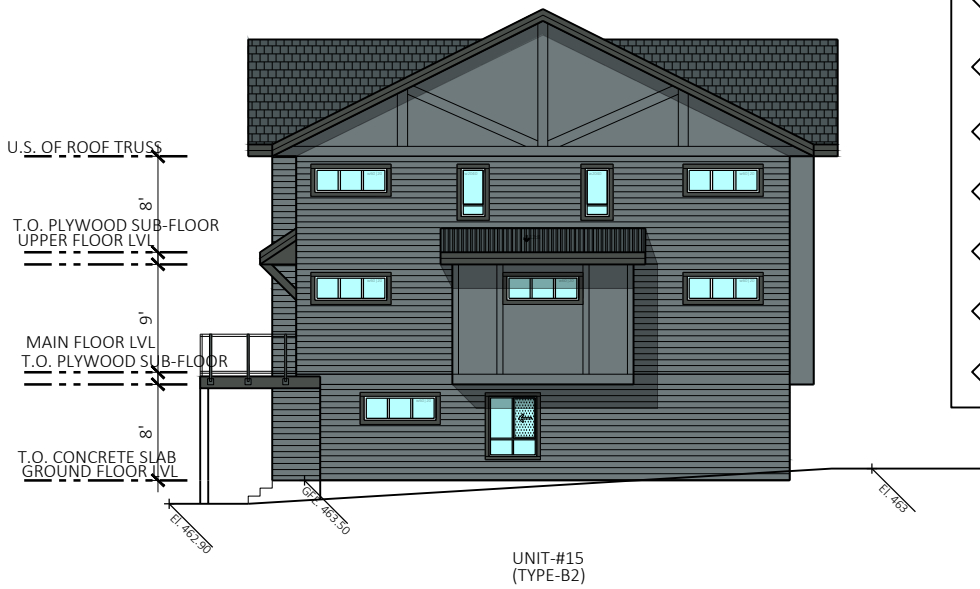 U.S. OF ROOF TRUSS
8'
T.O. PLYWOOD SUB-FLOOR
UPPER FLOOR LVL
9'
MAIN FLOOR LVL
T.O. PLYWOOD SUB-FLOOR
8'
T.O. CONCRETE SLAB
GROUND FLOOR LVL
El. 462.90
GFE. 463.50
El. 463
UNIT-#15
(TYPE-B2)